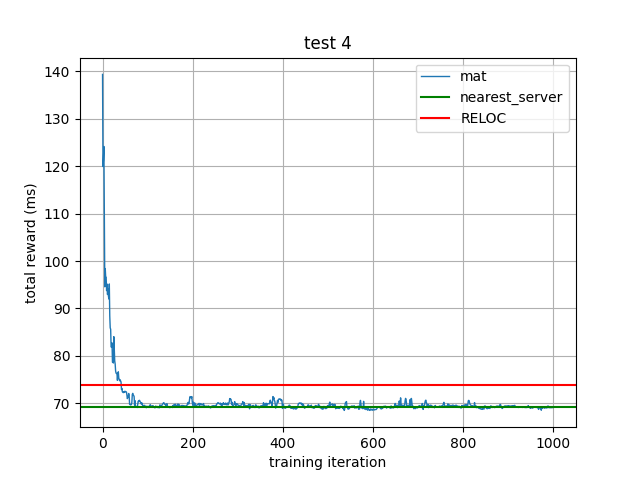 test 4
mat
nearest_server
RELOC
total reward (ms)
140
130
120
110
100
90
80
70
0 200 400 600 800 1000
training iteration